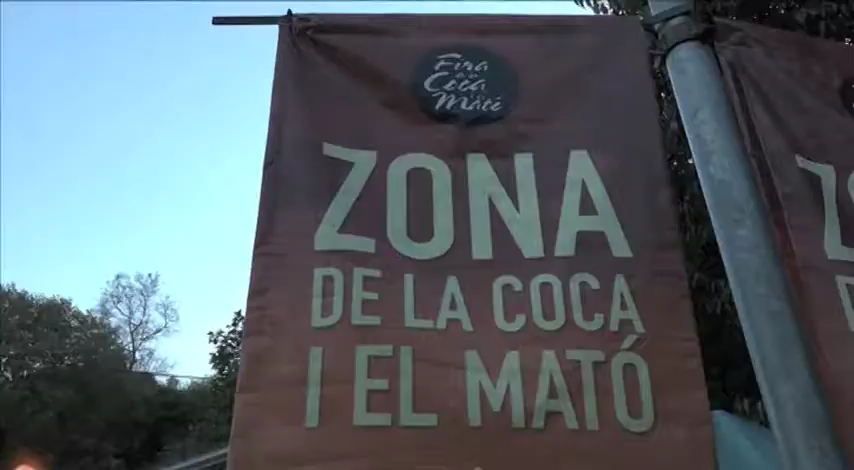 Fira
de la
Coca
i el
Mató
ZONA
DE LA COCA
I EL MATÓ